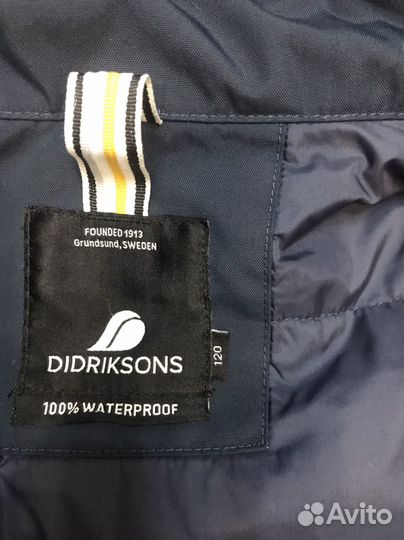 FOUNDED 1913
Grundsund, SWEDEN
DIDRIKSONS
120
100% WATERPROOF
Avito